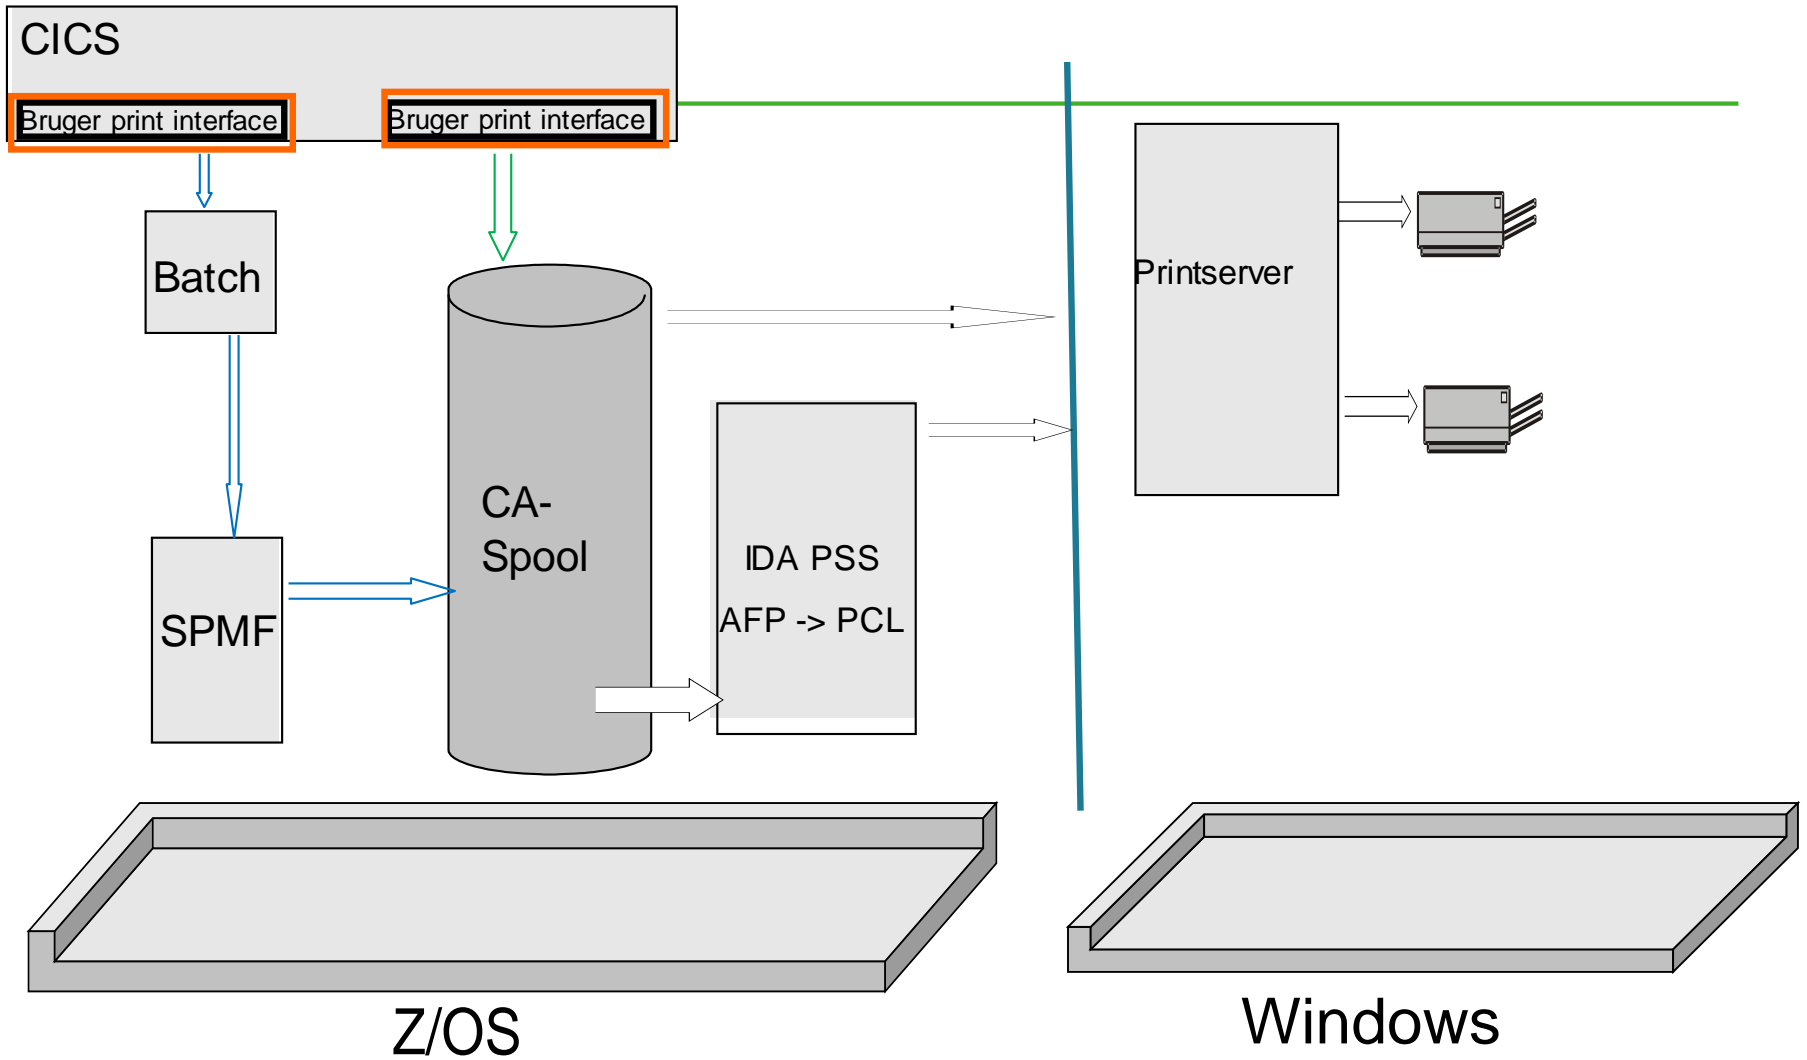 CICS
Bruger print interface
Bruger print interface
Batch
Printserver
CA-
Spool
IDA PSS
AFP -> PCL
SPMF
Z/OS
Windows